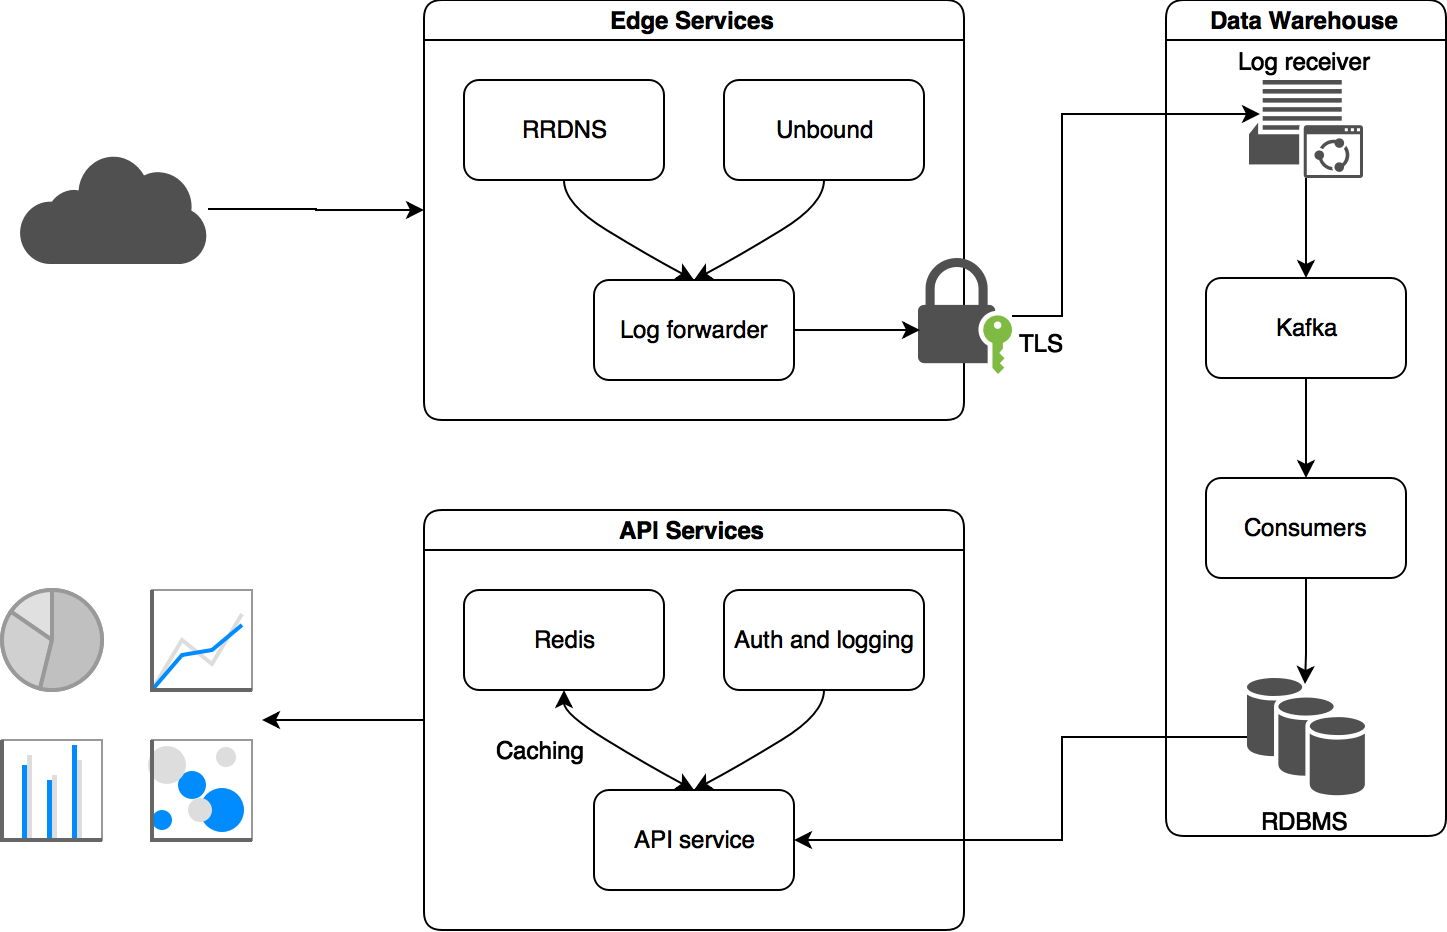 Edge Services
Data Warehouse
Log receiver
RRDNS
Unbound
Log forwarder
TLS
Kafka
Consumers
API Services
Redis
Auth and logging
Caching
API service
RDBMS